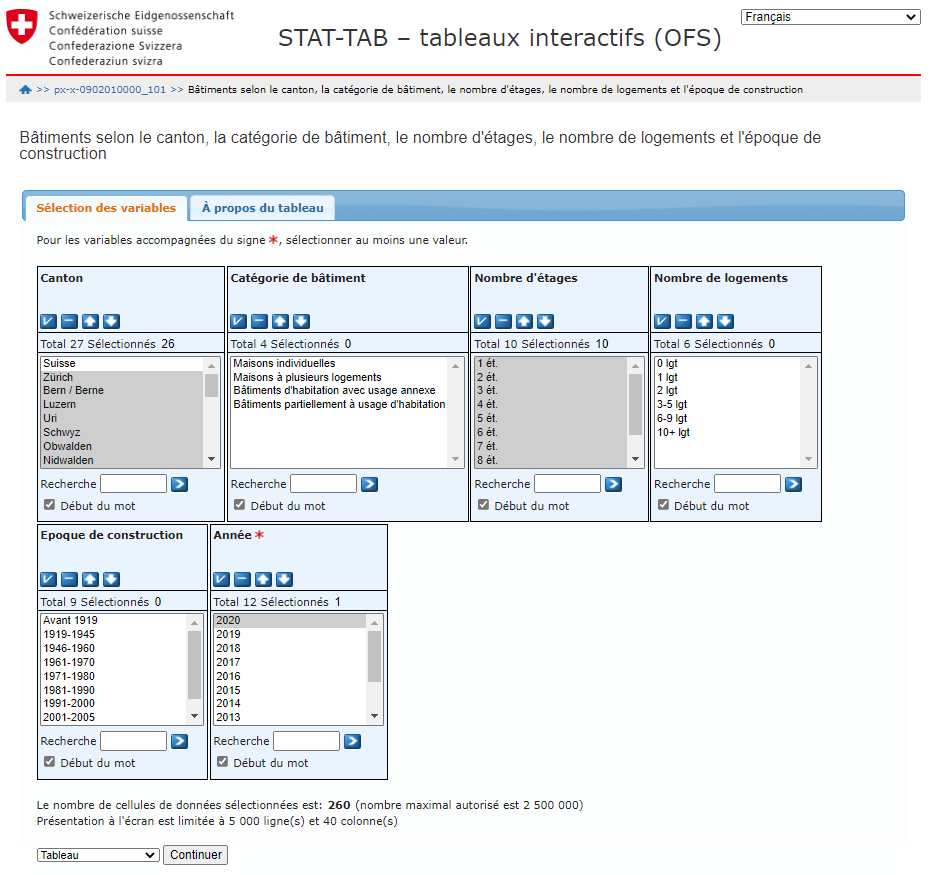 Schweizerische Eidgenossenschaft
Confédération suisse
Confederazione Svizzera
Confederaziun svizra
STAT-TAB – tableaux interactifs (OFS)
Français
>> px-x-0902010000_101 >> Bâtiments selon le canton, la catégorie de bâtiment, le nombre d'étages, le nombre de logements et l'époque de construction
Bâtiments selon le canton, la catégorie de bâtiment, le nombre d'étages, le nombre de logements et l'époque de
construction
Sélection des variables
À propos du tableau
Pour les variables accompagnées du signe *, sélectionner au moins une valeur.
Canton
Total 27 Sélectionnés 26
Suisse
Zürich
Bern / Berne
Luzern
Uri
Schwyz
Obwalden
Nidwalden
Recherche
Début du mot
Catégorie de bâtiment
Total 4 Sélectionnés 0
Maisons individuelles
Maisons à plusieurs logements
Bâtiments d'habitation avec usage annexe
Bâtiments partiellement à usage d'habitation
Recherche
Début du mot
Nombre d'étages
Total 10 Sélectionnés 10
1 ét.
2 ét.
3 ét.
4 ét.
5 ét.
6 ét.
7 ét.
8 ét.
Recherche
Début du mot
Nombre de logements
Total 6 Sélectionnés 0
0 lgt
1 lgt
2 lgt
3-5 lgt
6-9 lgt
10+ lgt
Recherche
Début du mot
Epoque de construction
Total 9 Sélectionnés 0
Avant 1919
1919-1945
1946-1960
1961-1970
1971-1980
1981-1990
1991-2000
2001-2005
Recherche
Début du mot
Année *
Total 12 Sélectionnés 1
2020
2019
2018
2017
2016
2015
2014
2013
Recherche
Début du mot
Le nombre de cellules de données sélectionnées est: 260 (nombre maximal autorisé est 2 500 000)
Présentation à l'écran est limitée à 5 000 ligne(s) et 40 colonne(s)
Tableau
Continuer